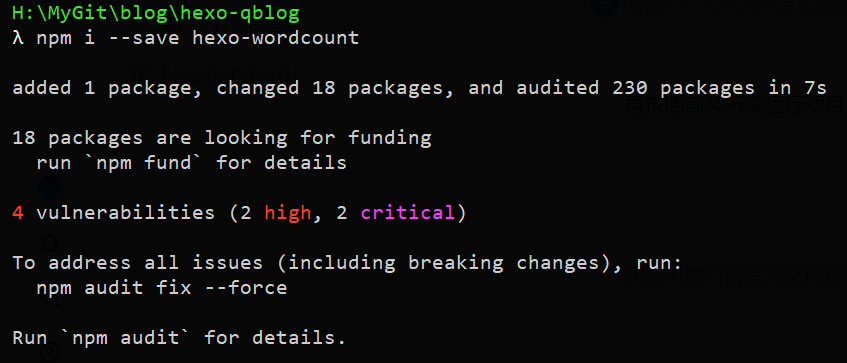 H:\MyGit\blog\hexo-qblog
λ npm i --save hexo-wordcount
added 1 package, changed 18 packages, and audited 230 packages in 7s
18 packages are looking for funding
run `npm fund` for details
4 vulnerabilities (2 high, 2 critical)
To address all issues (including breaking changes), run:
npm audit fix --force
Run `npm audit` for details.